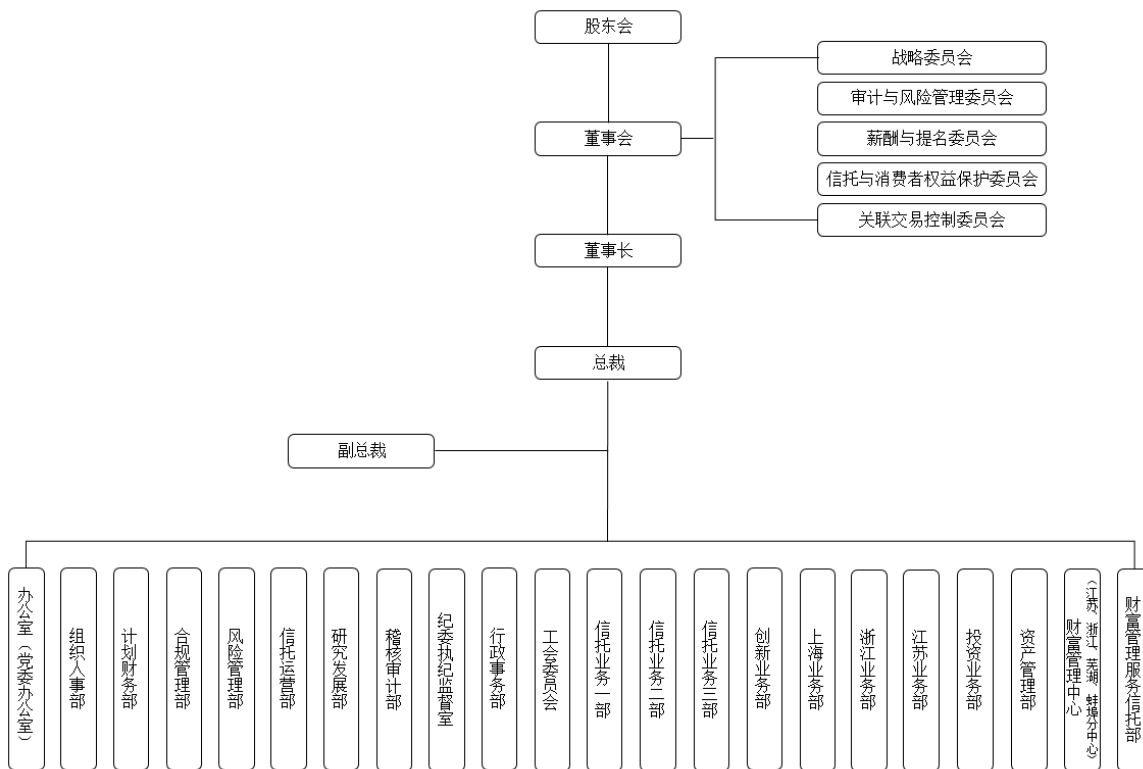 股东会
战略委员会
审计与风险管理委员会
董事会
薪酬与提名委员会
信托与消费者权益保护委员会
关联交易控制委员会
董事长
总裁
副总裁
办公室（党委办公室）
组织人事部
计划财务部
合规管理部
风险管理部
信托运营部
研究发展部
稽核审计部
纪委执纪监督室
行政事务部
工会委员会
信托业务一部
信托业务二部
信托业务三部
创新业务部
上海业务部
浙江业务部
江苏业务部
投资业务部
资产管理部
财富管理中心
（江苏、浙江、芜湖、蚌埠分中心）
财富管理服务信托部